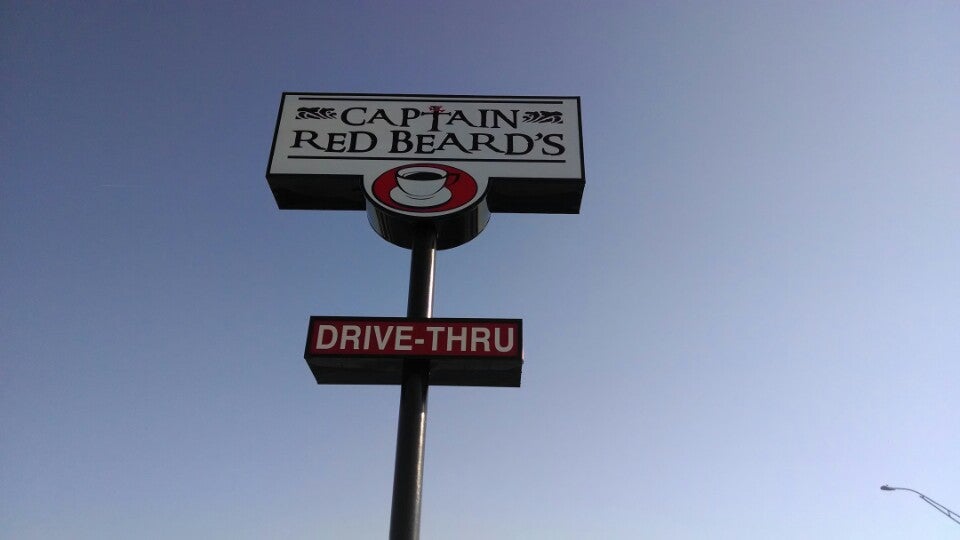 CAPTAIN
RED BEARD'S
DRIVE-THRU